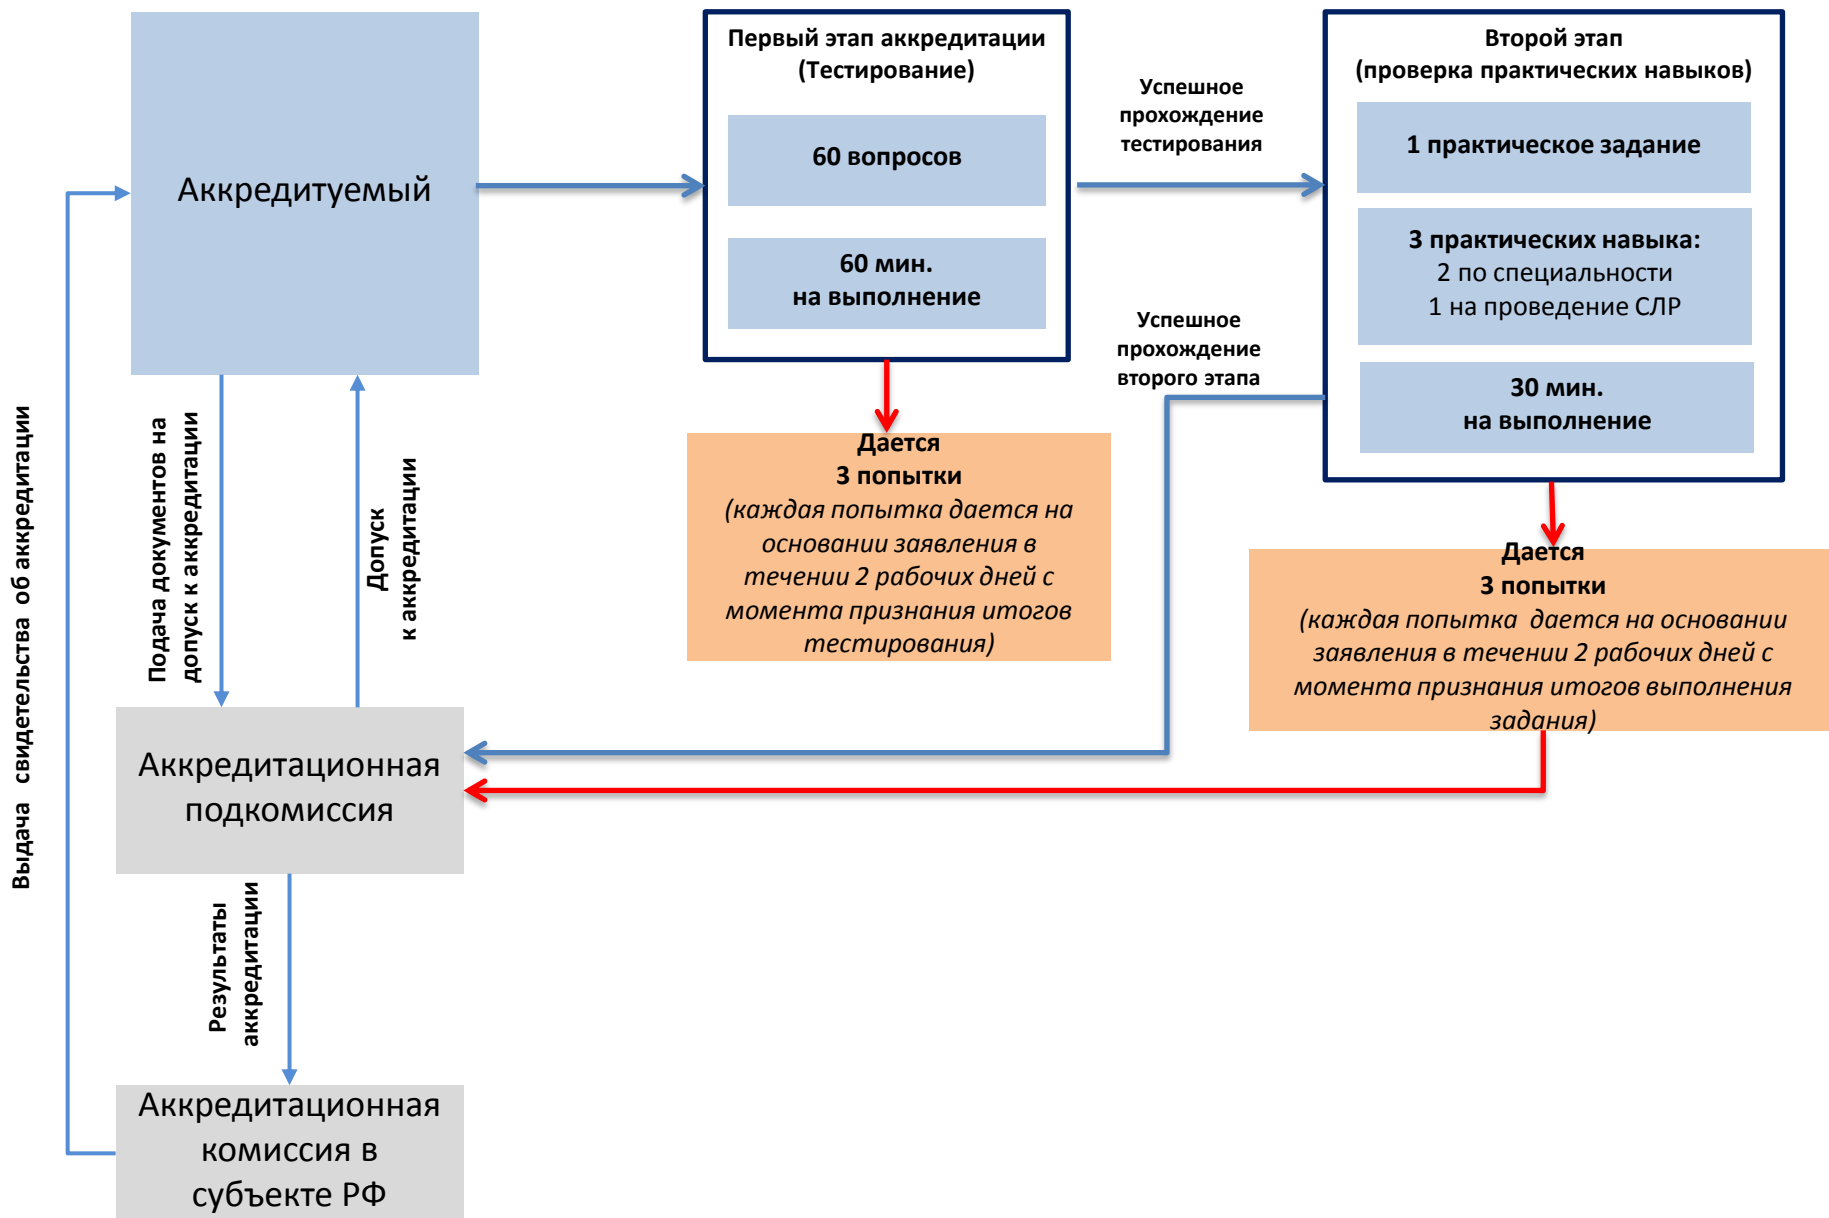 Аккредитуемый
Первый этап аккредитации
(Тестирование)
60 вопросов
60 мин.
на выполнение
Успешное
прохождение
тестирования
Второй этап
(проверка практических навыков)
1 практическое задание
3 практических навыка:
2 по специальности
1 на проведение СЛР
30 мин.
на выполнение
Успешное
прохождение
второго этапа
Дается
3 попытки
(каждая попытка дается на
основании заявления в
течении 2 рабочих дней с
момента признания итогов
тестирования)
Дается
3 попытки
(каждая попытка  дается на основании
заявления в течении 2 рабочих дней с
момента признания итогов выполнения
задания)
Выдача  свидетельства  об аккредитации
Подача документов на
допуск к аккредитации
Допуск
к аккредитации
Аккредитационная
подкомиссия
Результаты
аккредитации
Аккредитационная
комиссия в
субъекте РФ